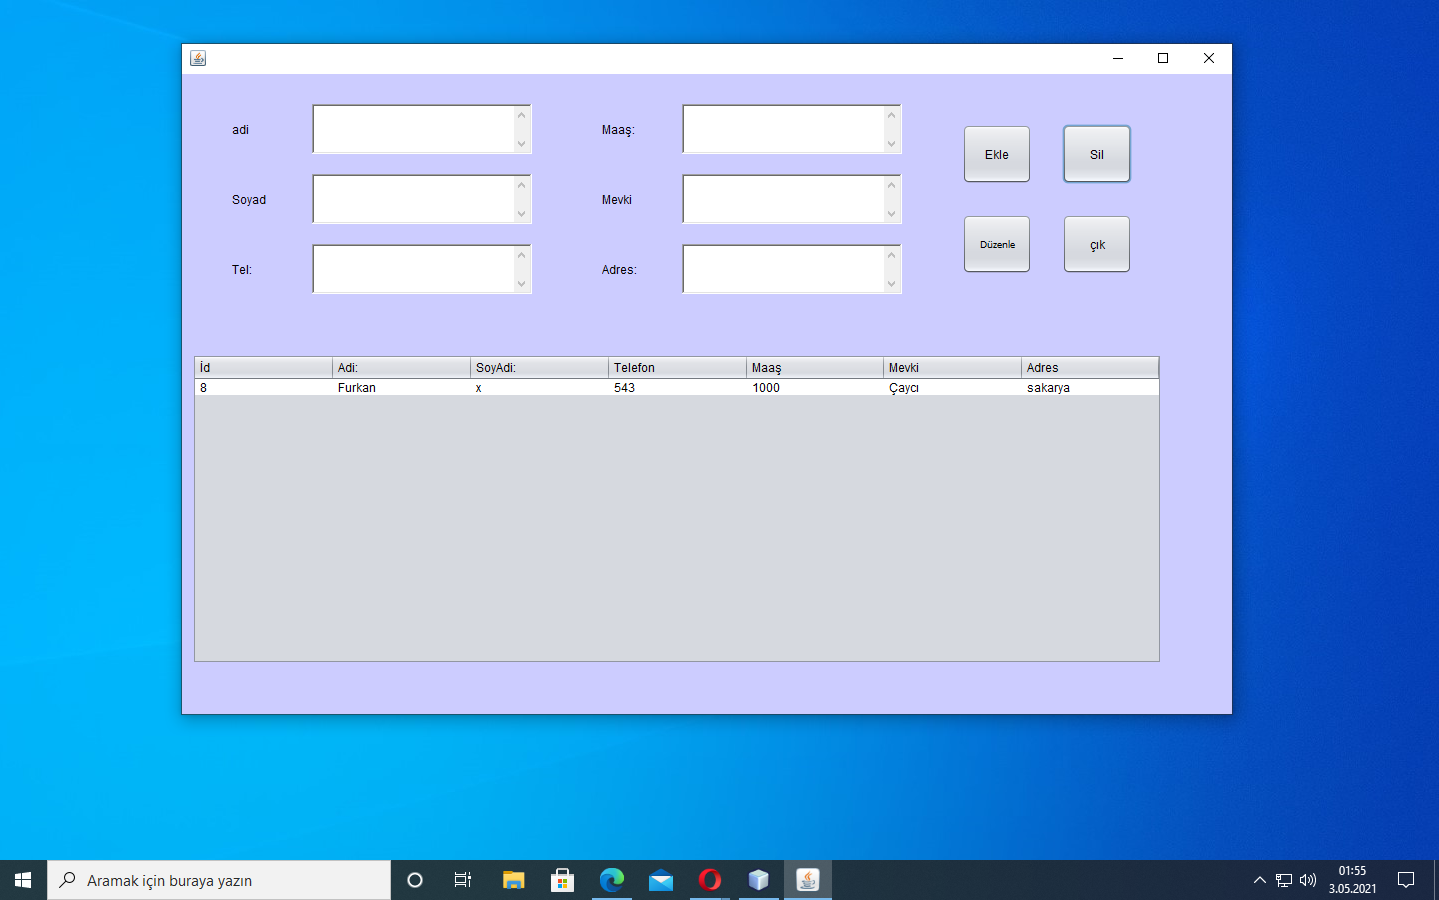 adi
Maaş:
Ekle
Sil
Soyad
Mevki
Düzenle
çık
Tel:
Adres:
İd Adi: SoyAdi: Telefon Maaş Mevki Adres
8 Furkan x 543 1000 Çaycı sakarya
Aramak için buraya yazın
01:55
3.05.2021